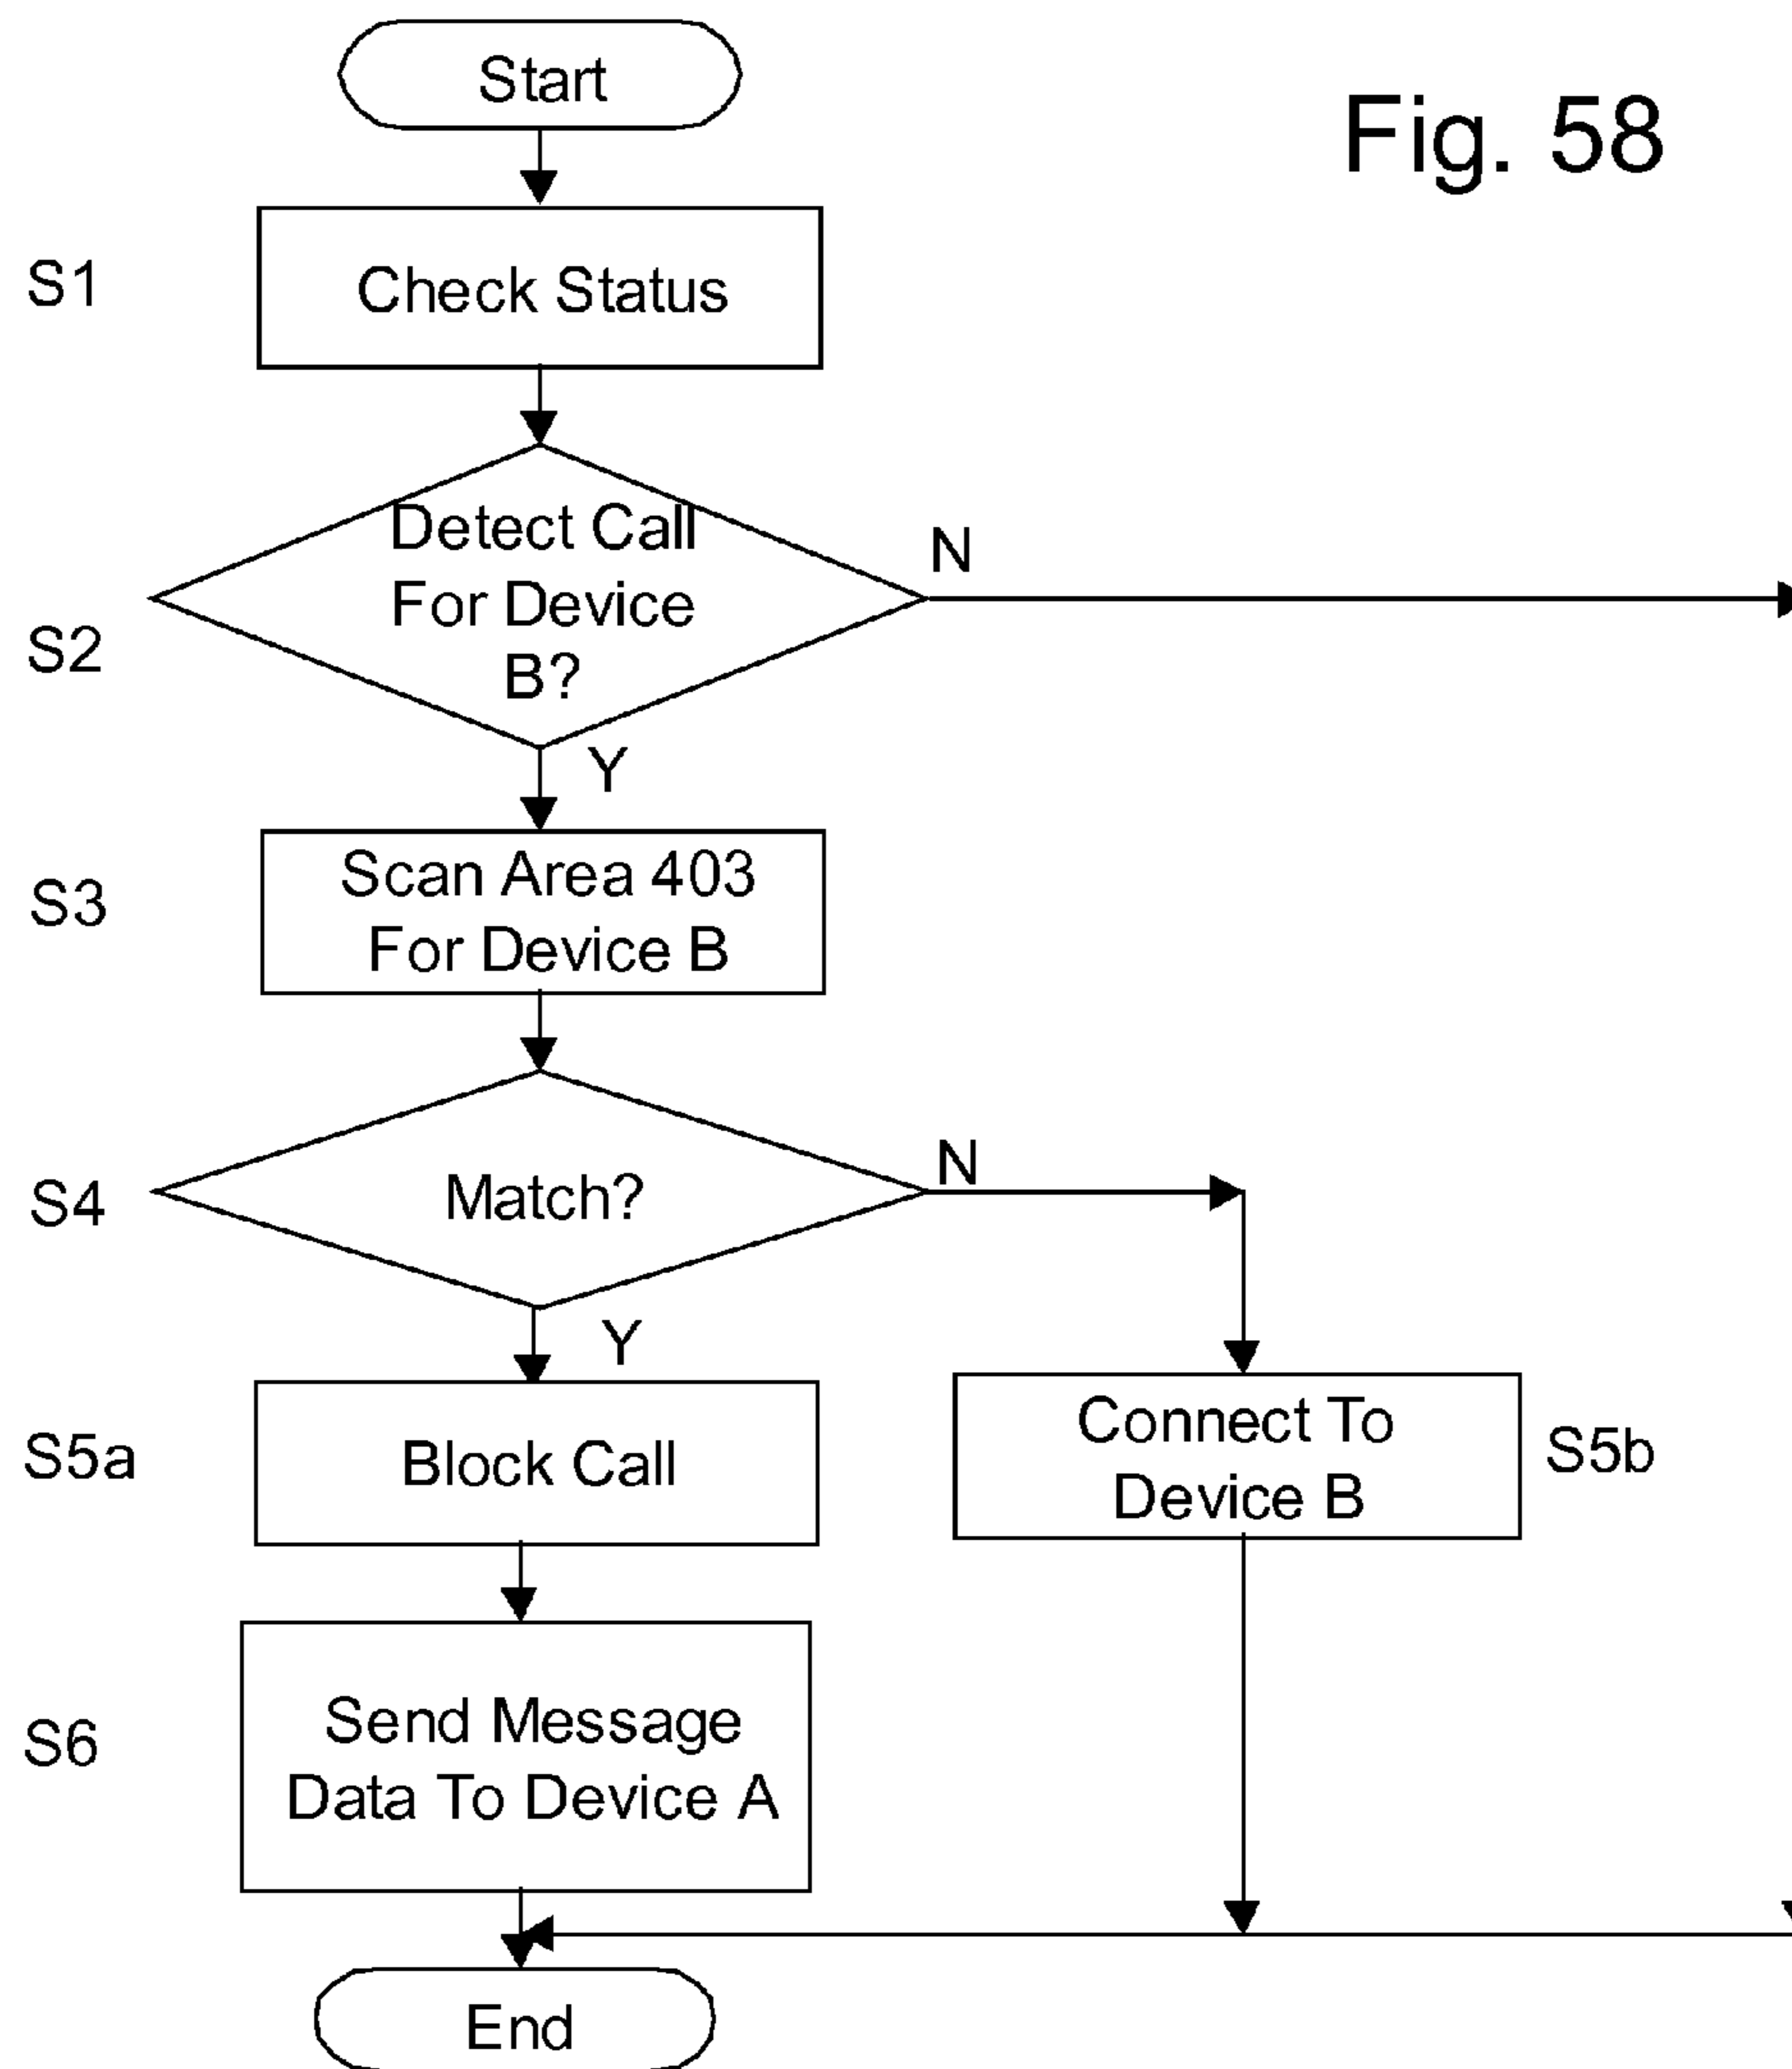 Start
Fig. 58
S1
Check Status
Detect Call
For Device
B?
N
S2
Y
S3
Scan Area 403
For Device B
S4
Match?
N
Y
S5a
Block Call
Connect To
Device B
S5b
S6
Send Message
Data To Device A
End